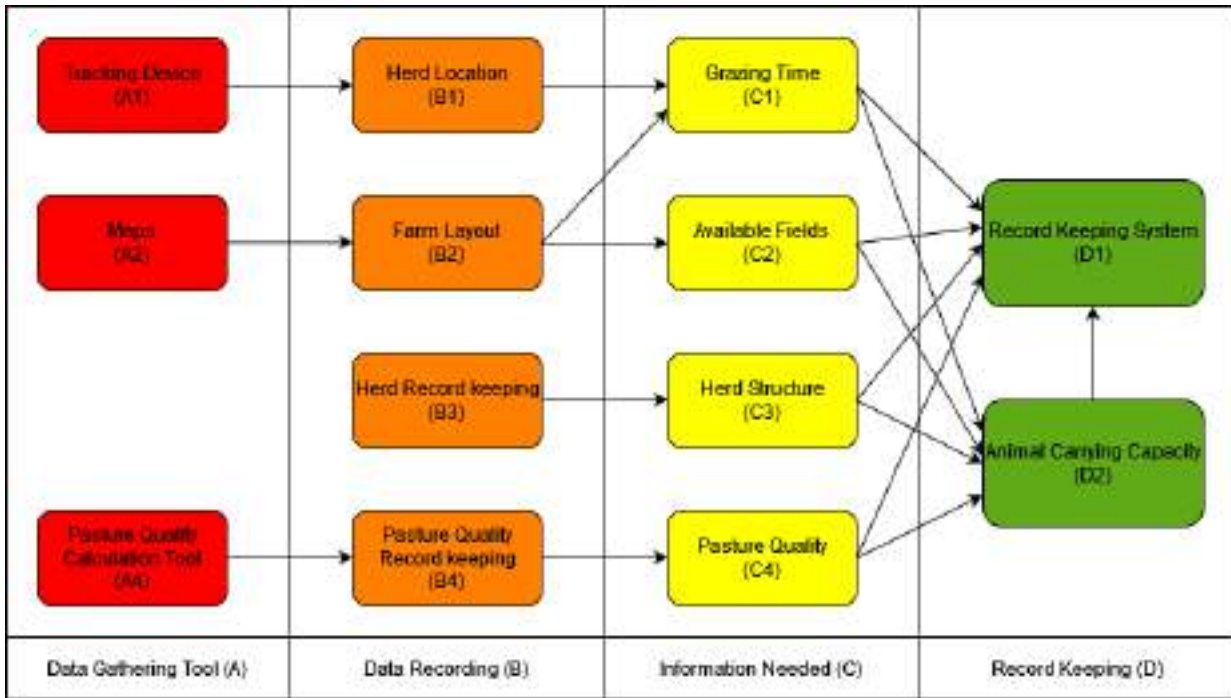 Tracking Device
(A1)
Herd Location
(B1)
Grazing Time
(C1)
Maps
(A2)
Farm Layout
(B2)
Available Fields
(C2)
Record Keeping System
(D1)
Herd Record keeping
(B3)
Herd Structure
(C3)
Animal Carrying Capacity
(D2)
Pasture Quality
Calculation Tool
(A4)
Pasture Quality
Record keeping
(B4)
Pasture Quality
(C4)
Data Gathering Tool (A)
Data Recording (B)
Information Needed (C)
Record Keeping (D)